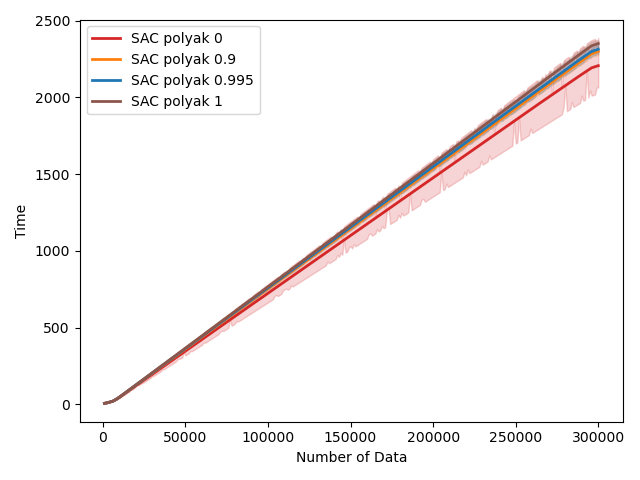 SAC polyak 0
SAC polyak 0.9
SAC polyak 0.995
SAC polyak 1
2500
2000
1500
1000
500
0
Time
0 50000 100000 150000 200000 250000 300000
Number of Data